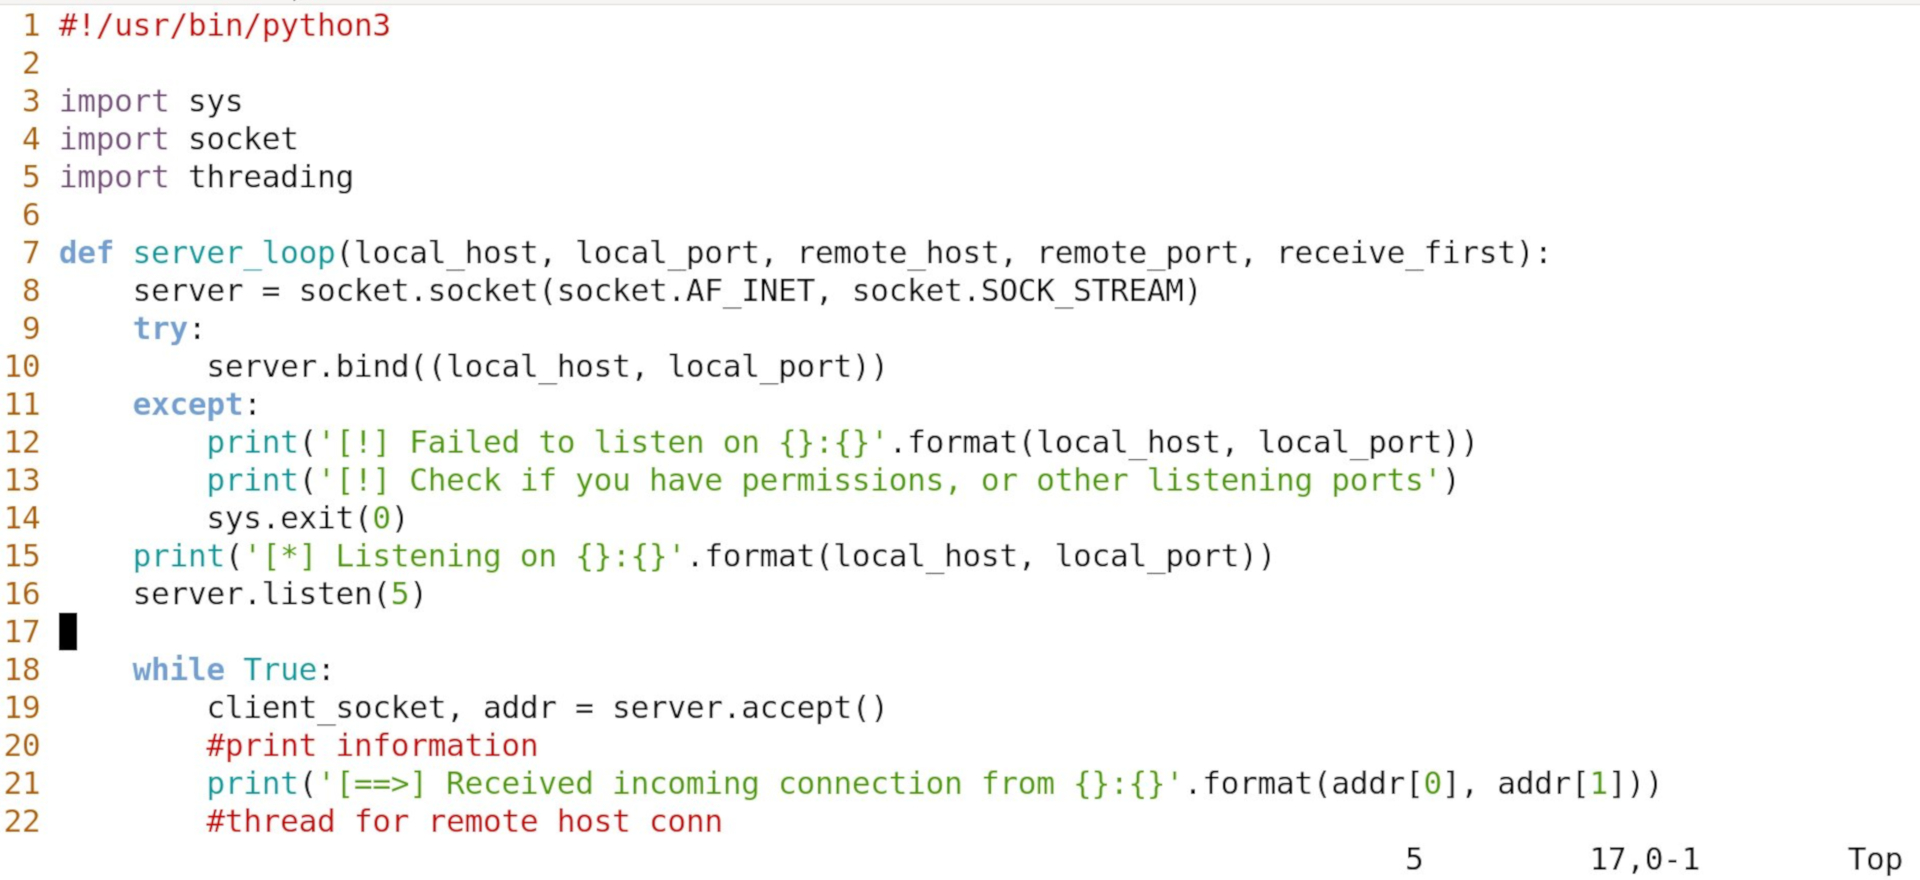 1 #!/usr/bin/python3
2
3 import sys
4 import socket
5 import threading
6
7 def server_loop(local_host, local_port, remote_host, remote_port, receive_first):
8     server = socket.socket(socket.AF_INET, socket.SOCK_STREAM)
9     try:
10         server.bind((local_host, local_port))
11     except:
12         print('[!] Failed to listen on {}:{}'.format(local_host, local_port))
13         print('[!] Check if you have permissions, or other listening ports')
14         sys.exit(0)
15     print('[*] Listening on {}:{}'.format(local_host, local_port))
16     server.listen(5)
17
18     while True:
19         client_socket, addr = server.accept()
20         #print information
21         print('[==>] Received incoming connection from {}:{}'.format(addr[0], addr[1]))
22         #thread for remote host conn
5 17,0-1 Top